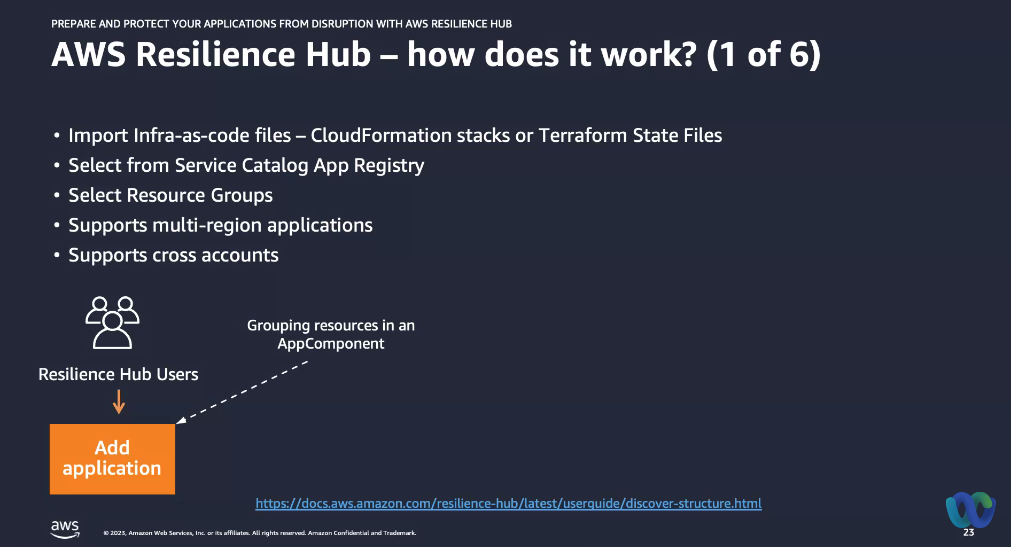 PREPARE AND PROTECT YOUR APPLICATIONS FROM DISRUPTION WITH AWS RESILIENCE HUB
AWS Resilience Hub – how does it work? (1 of 6)
• Import Infra-as-code files – CloudFormation stacks or Terraform State Files
• Select from Service Catalog App Registry
• Select Resource Groups
• Supports multi-region applications
• Supports cross accounts
Grouping resources in an
AppComponent
Resilience Hub Users
Add
application
https://docs.aws.amazon.com/resilience-hub/latest/userguide/discover-structure.html
aws
© 2023, Amazon Web Services, Inc. or its affiliates. All rights reserved. Amazon Confidential and Trademark.
23